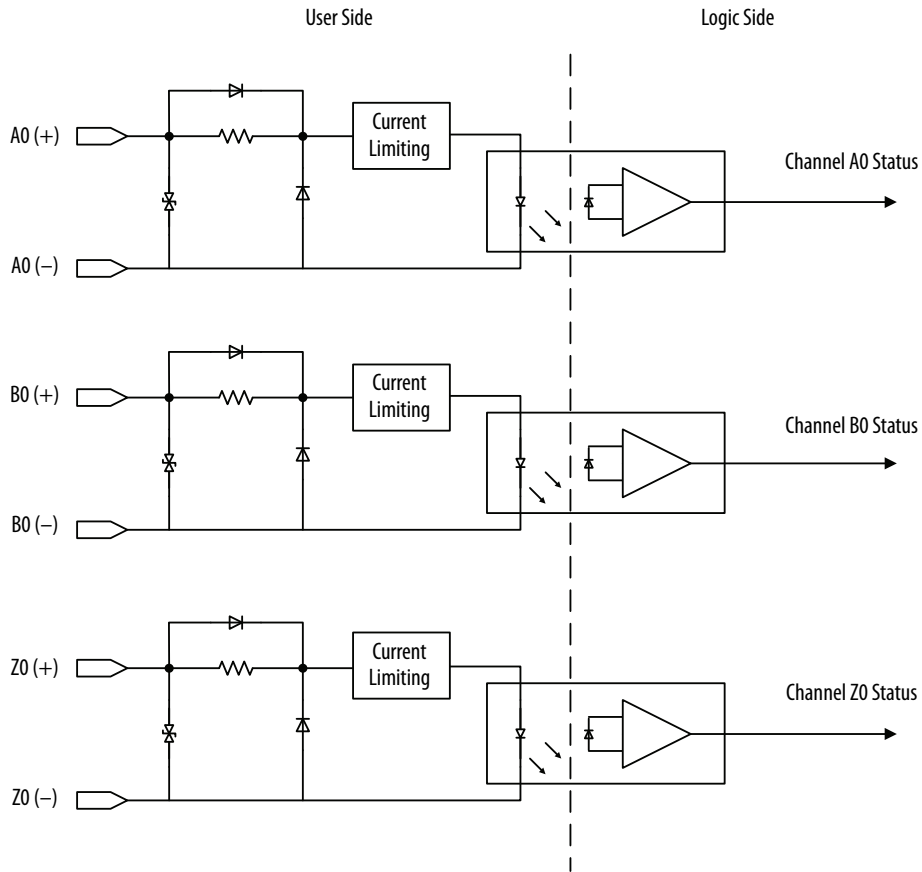 User Side
Logic Side
A0 (+)
Current
Limiting
Channel A0 Status
A0 (–)
B0 (+)
Current
Limiting
Channel B0 Status
B0 (–)
Z0 (+)
Current
Limiting
Channel Z0 Status
Z0 (–)